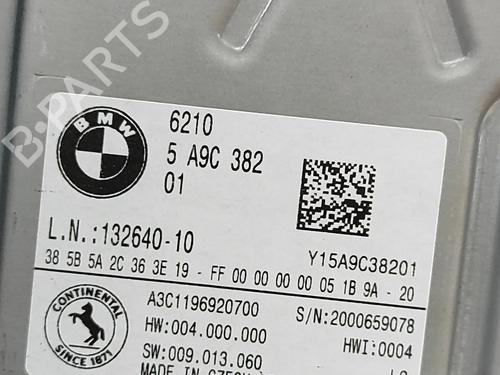 B-PARTS
BMW
6210
5 A9C 382
01
L.N.:132640-10
Y15A9C38201
38 5B 5A 2C 36 3E 19 - FF 00 00 00 00 05 1B 9A - 20
CONTINENTAL
SINCE 1871
A3C1196920700
S/N:2000659078
HW:004.000.000
HWI:0004
SW:009.013.060
MADE IN